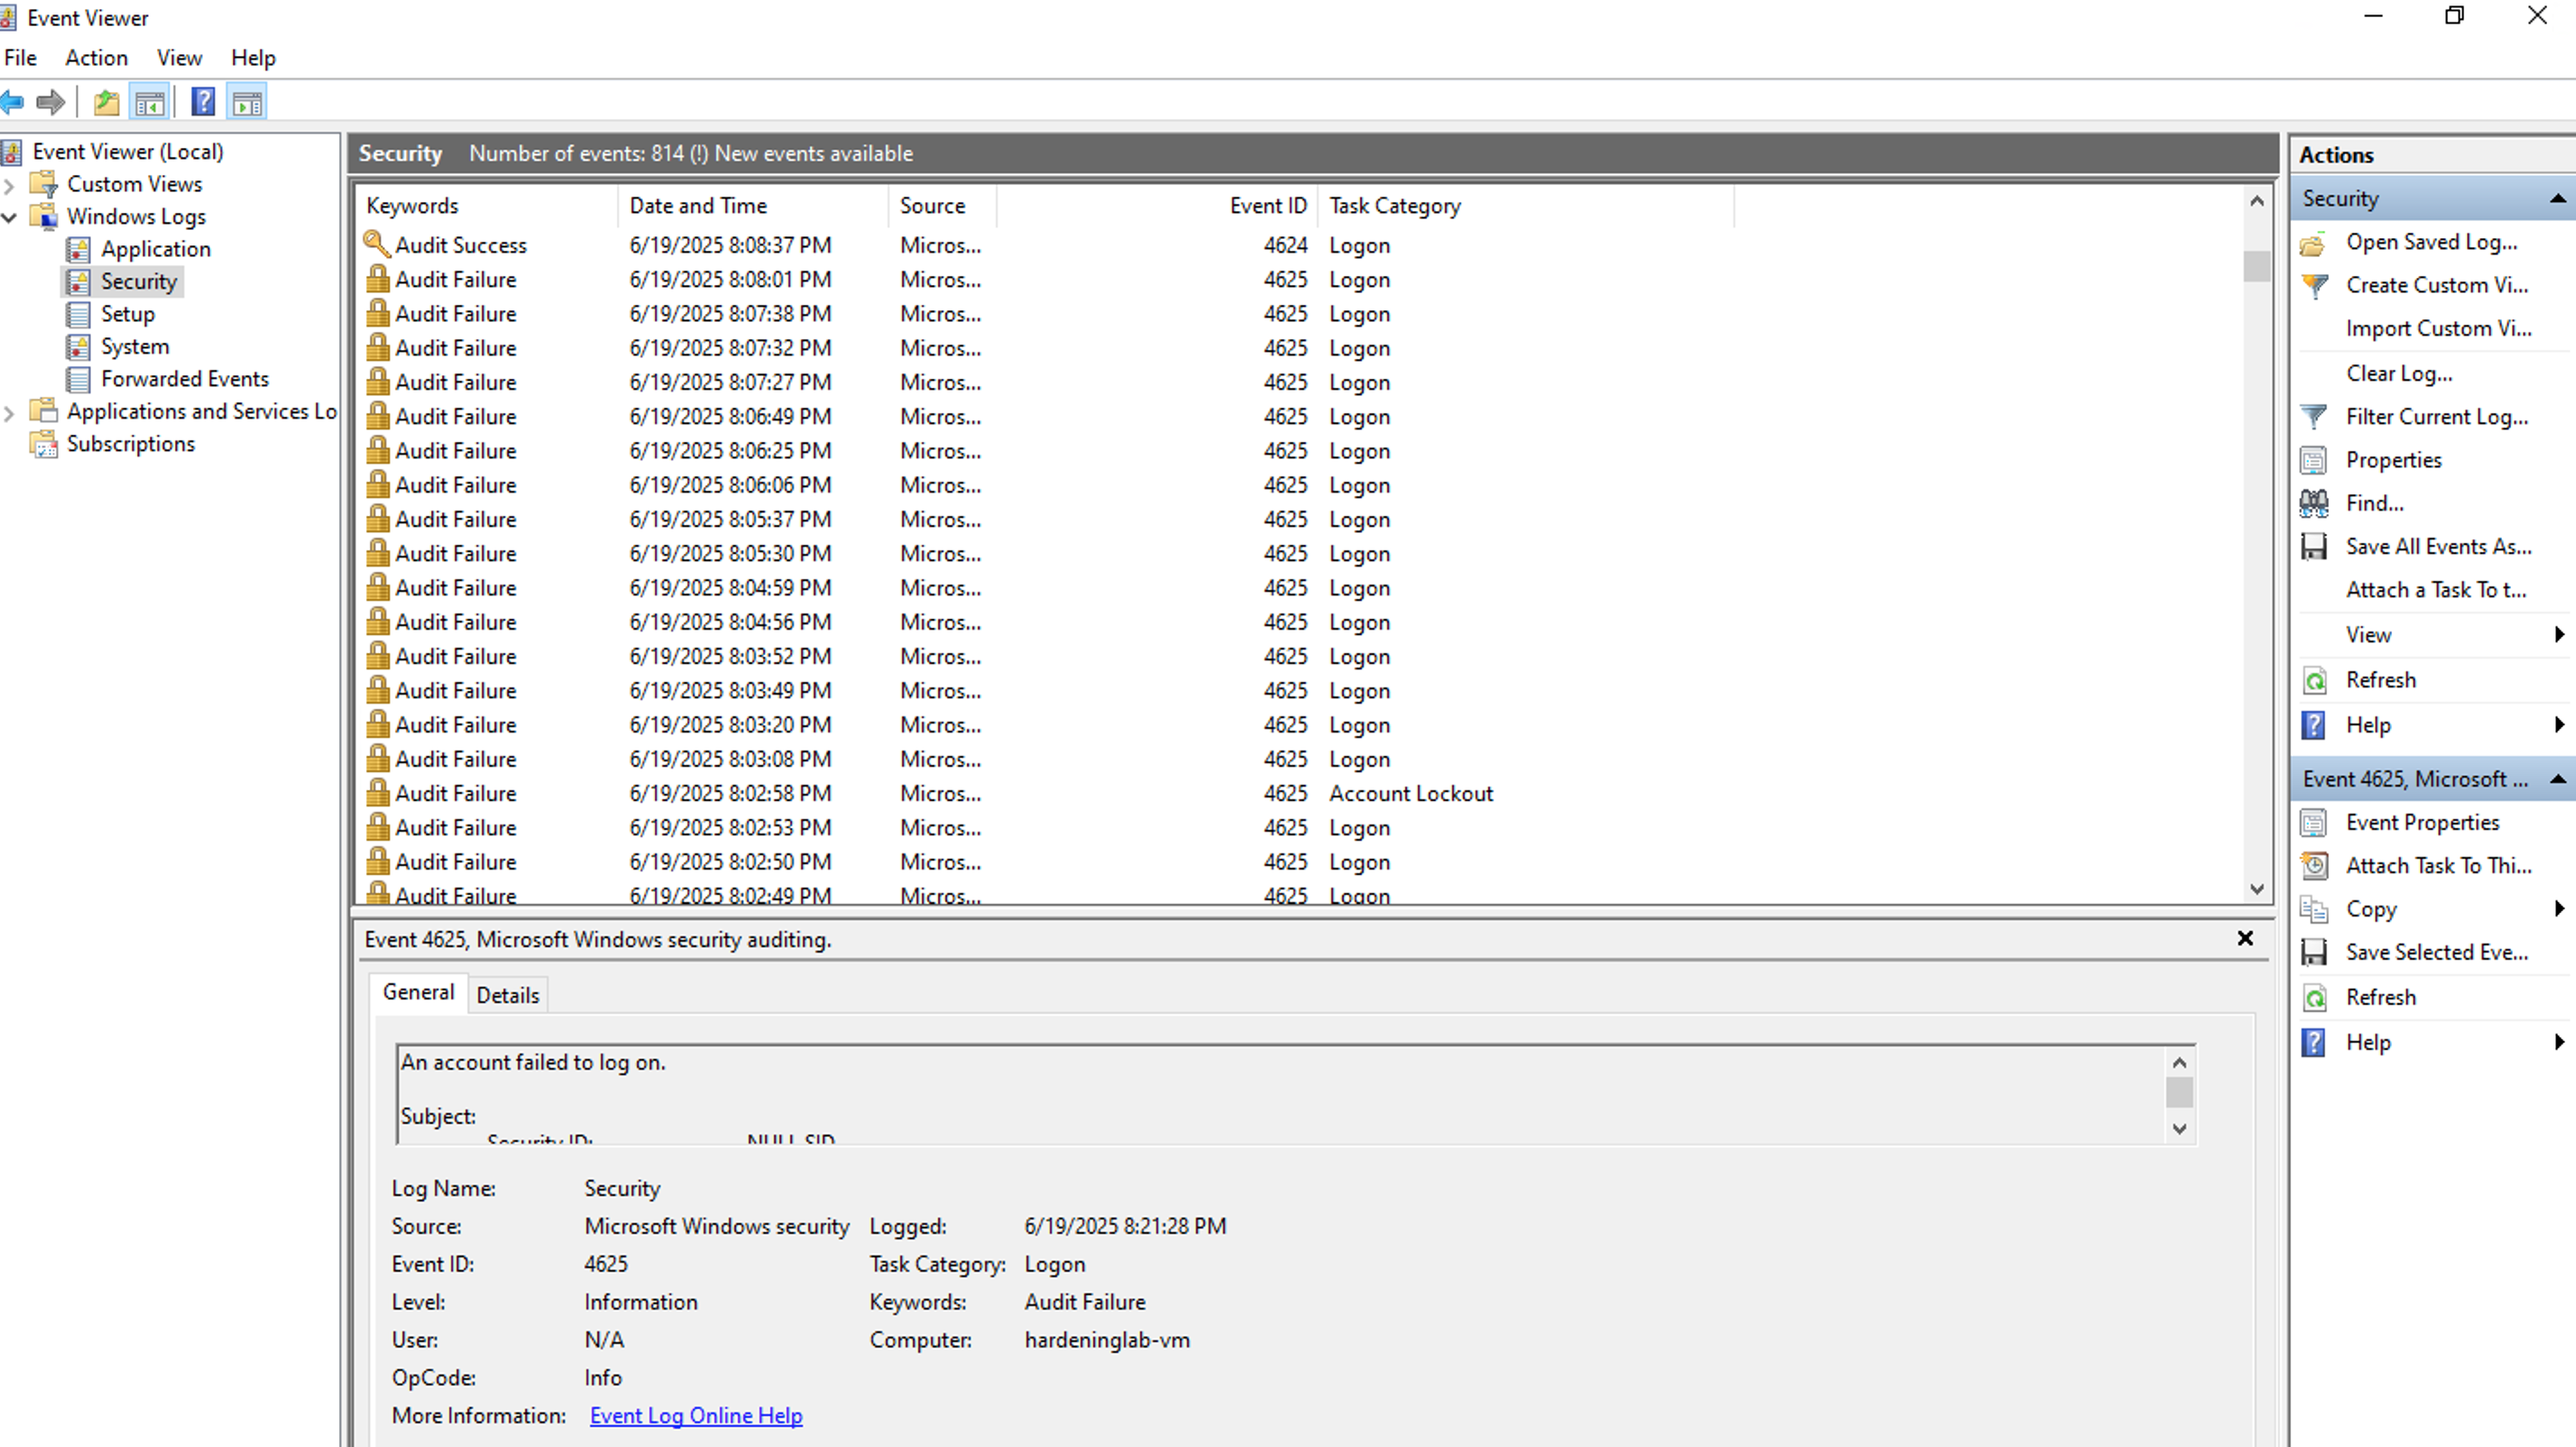 Event Viewer
File Action View Help
Event Viewer (Local)
Custom Views
Windows Logs
Application
Security
Setup
System
Forwarded Events
Applications and Services Lo
Subscriptions
Security Number of events: 814 (!) New events available
Keywords Date and Time Source Event ID Task Category
Audit Success 6/19/2025 8:08:37 PM Micros... 4624 Logon
Audit Failure 6/19/2025 8:08:01 PM Micros... 4625 Logon
Audit Failure 6/19/2025 8:07:38 PM Micros... 4625 Logon
Audit Failure 6/19/2025 8:07:32 PM Micros... 4625 Logon
Audit Failure 6/19/2025 8:07:27 PM Micros... 4625 Logon
Audit Failure 6/19/2025 8:06:49 PM Micros... 4625 Logon
Audit Failure 6/19/2025 8:06:25 PM Micros... 4625 Logon
Audit Failure 6/19/2025 8:06:06 PM Micros... 4625 Logon
Audit Failure 6/19/2025 8:05:37 PM Micros... 4625 Logon
Audit Failure 6/19/2025 8:05:30 PM Micros... 4625 Logon
Audit Failure 6/19/2025 8:04:59 PM Micros... 4625 Logon
Audit Failure 6/19/2025 8:04:56 PM Micros... 4625 Logon
Audit Failure 6/19/2025 8:03:52 PM Micros... 4625 Logon
Audit Failure 6/19/2025 8:03:49 PM Micros... 4625 Logon
Audit Failure 6/19/2025 8:03:20 PM Micros... 4625 Logon
Audit Failure 6/19/2025 8:03:08 PM Micros... 4625 Logon
Audit Failure 6/19/2025 8:02:58 PM Micros... 4625 Account Lockout
Audit Failure 6/19/2025 8:02:53 PM Micros... 4625 Logon
Audit Failure 6/19/2025 8:02:50 PM Micros... 4625 Logon
Audit Failure 6/19/2025 8:02:49 PM Micros... 4625 Logon
Event 4625, Microsoft Windows security auditing.
General Details
An account failed to log on.
Subject:
Security ID: NULL SID
Log Name: Security
Source: Microsoft Windows security Logged: 6/19/2025 8:21:28 PM
Event ID: 4625 Task Category: Logon
Level: Information Keywords: Audit Failure
User: N/A Computer: hardeninglab-vm
OpCode: Info
More Information: Event Log Online Help
Actions
Security
Open Saved Log...
Create Custom Vi...
Import Custom Vi...
Clear Log...
Filter Current Log...
Properties
Find...
Save All Events As...
Attach a Task To t...
View
Refresh
Help
Event 4625, Microsoft ...
Event Properties
Attach Task To Thi...
Copy
Save Selected Eve...
Refresh
Help